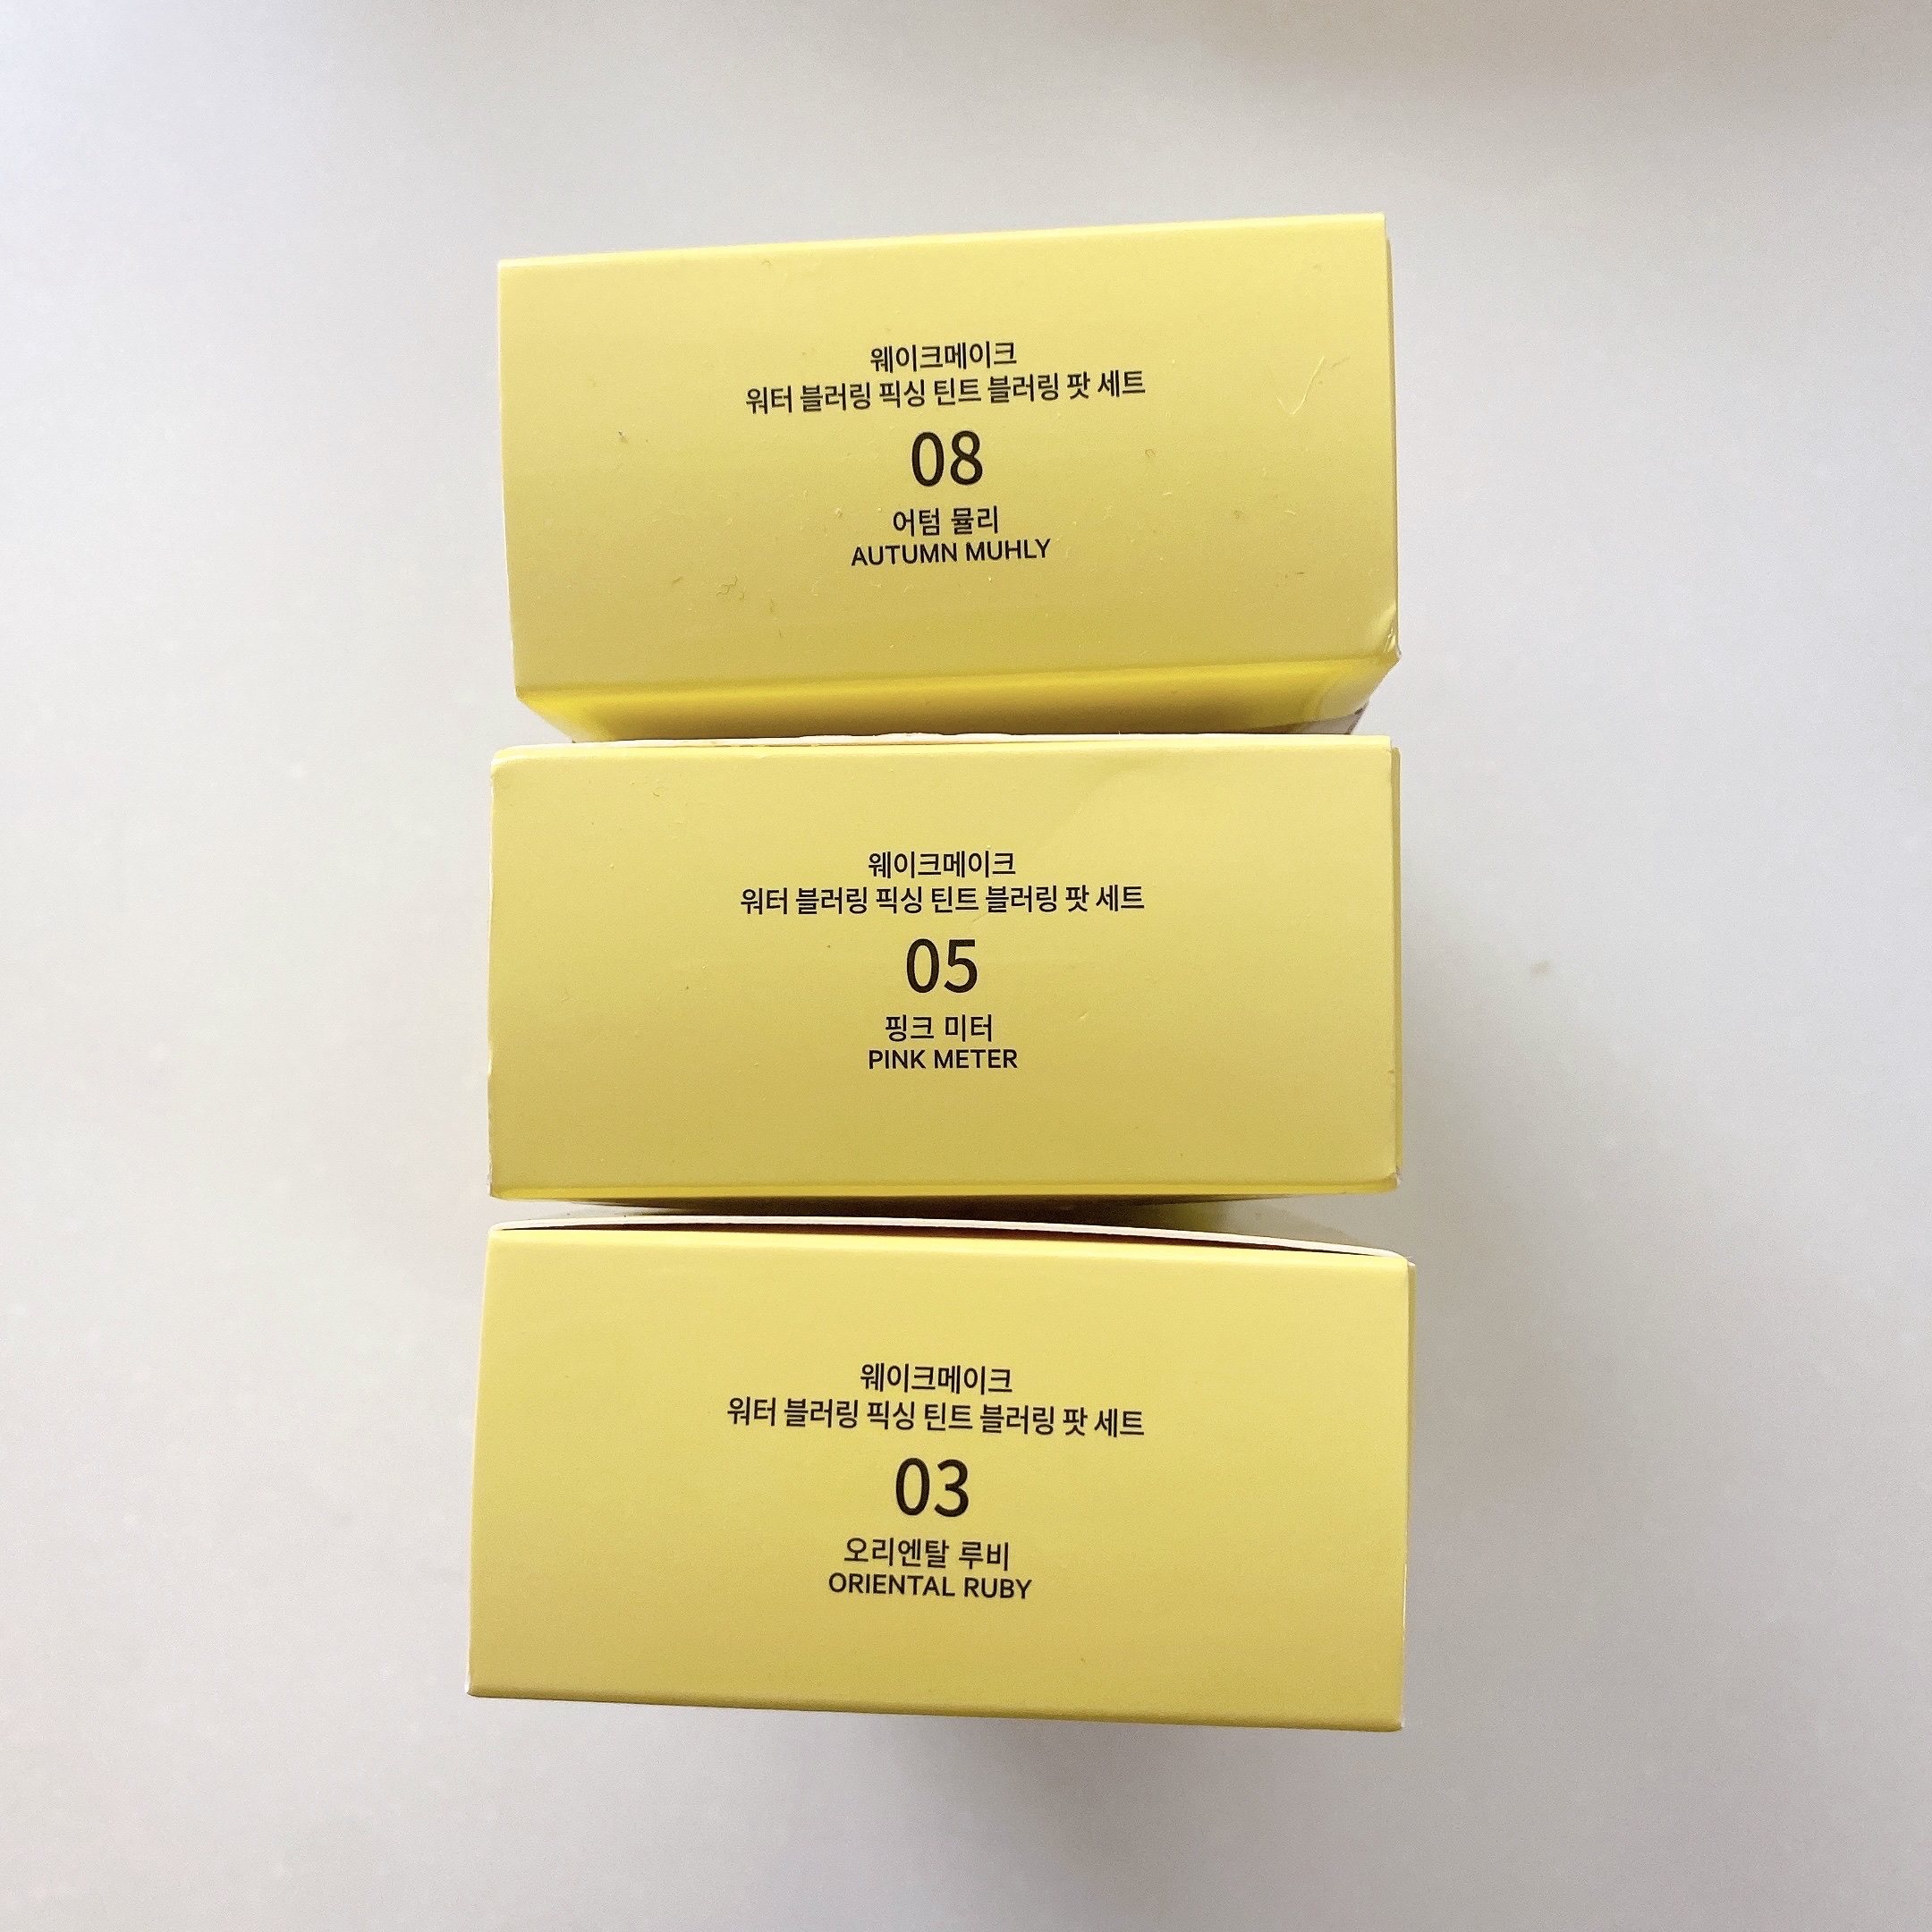 웨이크메이크
워터 블러링 픽싱 틴트 블러링 팟 세트
08
어텀 뮬리
AUTUMN MUHLY
웨이크메이크
워터 블러링 픽싱 틴트 블러링 팟 세트
05
핑크 미터
PINK METER
웨이크메이크
워터 블러링 픽싱 틴트 블러링 팟 세트
03
오리엔탈 루비
ORIENTAL RUBY